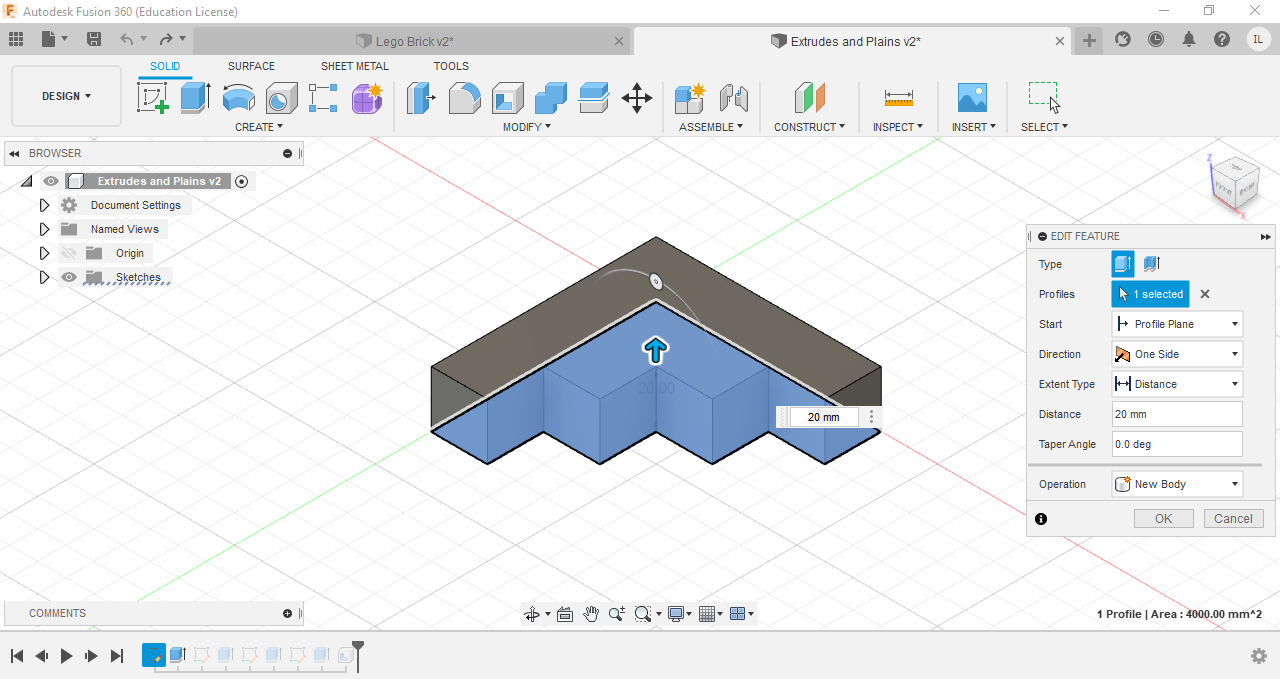 Autodesk Fusion 360 (Education License)
Lego Brick v2*
Extrudes and Plains v2*
IL
DESIGN
SOLID
SURFACE
SHEET METAL
TOOLS
CREATE
MODIFY
ASSEMBLE
CONSTRUCT
INSPECT
INSERT
SELECT
BROWSER
Extrudes and Plains v2
Document Settings
Named Views
Origin
Sketches
Z
X
EDIT FEATURE
Type
Profiles 1 selected
Start Profile Plane
Direction One Side
Extent Type Distance
Distance 20 mm
Taper Angle 0.0 deg
Operation New Body
OK Cancel
20.00
20 mm
COMMENTS
1 Profile | Area : 4000.00 mm^2